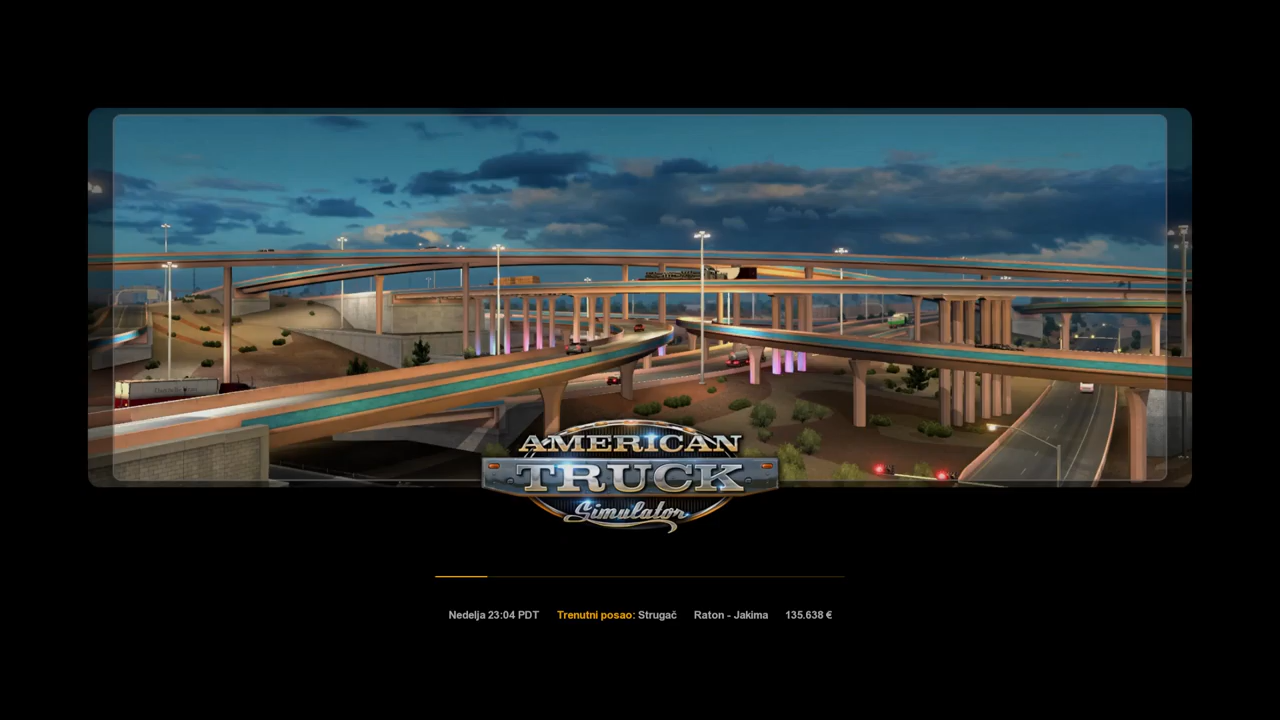 AMERICAN
TRUCK
Simulator
Nedelja 23:04 PDT Trenutni posao: Strugač Raton - Jakima 135.638 €